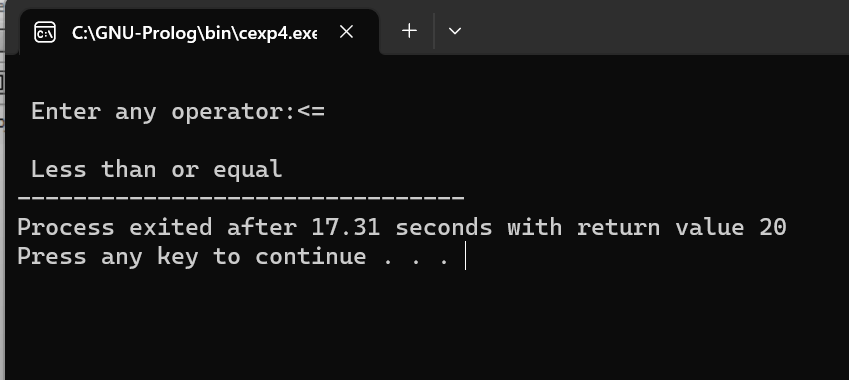 C:\GNU-Prolog\bin\cexp4.exe
Enter any operator:<=
Less than or equal
--------------------------------
Process exited after 17.31 seconds with return value 20
Press any key to continue . . .